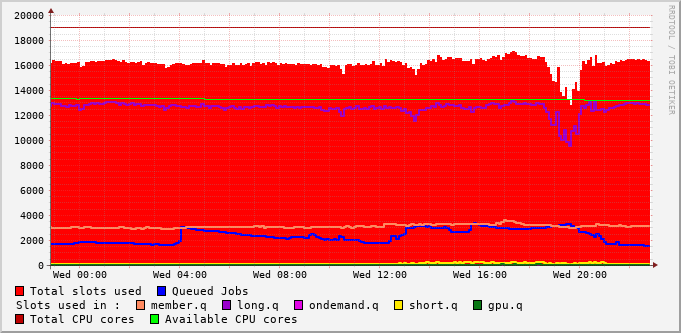 20000
18000
16000
14000
12000
10000
8000
6000
4000
2000
0
Wed 00:00 Wed 04:00 Wed 08:00 Wed 12:00 Wed 16:00 Wed 20:00
Total slots used Queued Jobs
Slots used in : member.q long.q ondemand.q short.q gpu.q
Total CPU cores Available CPU cores
RRDTOOL / TOBI OETIKER